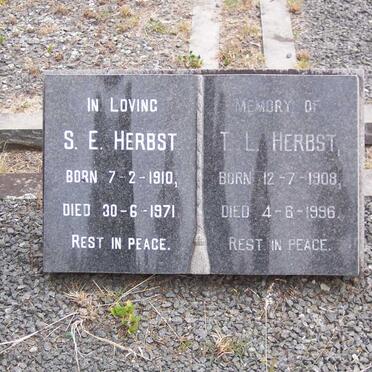 In Loving
S. E. Herbst
Born 7-2-1910,
Died 30-6-1971
Rest in Peace.
Memory of
T. L. Herbst,
Born 12-7-1908,
Died 4-6-1996.
Rest in Peace.